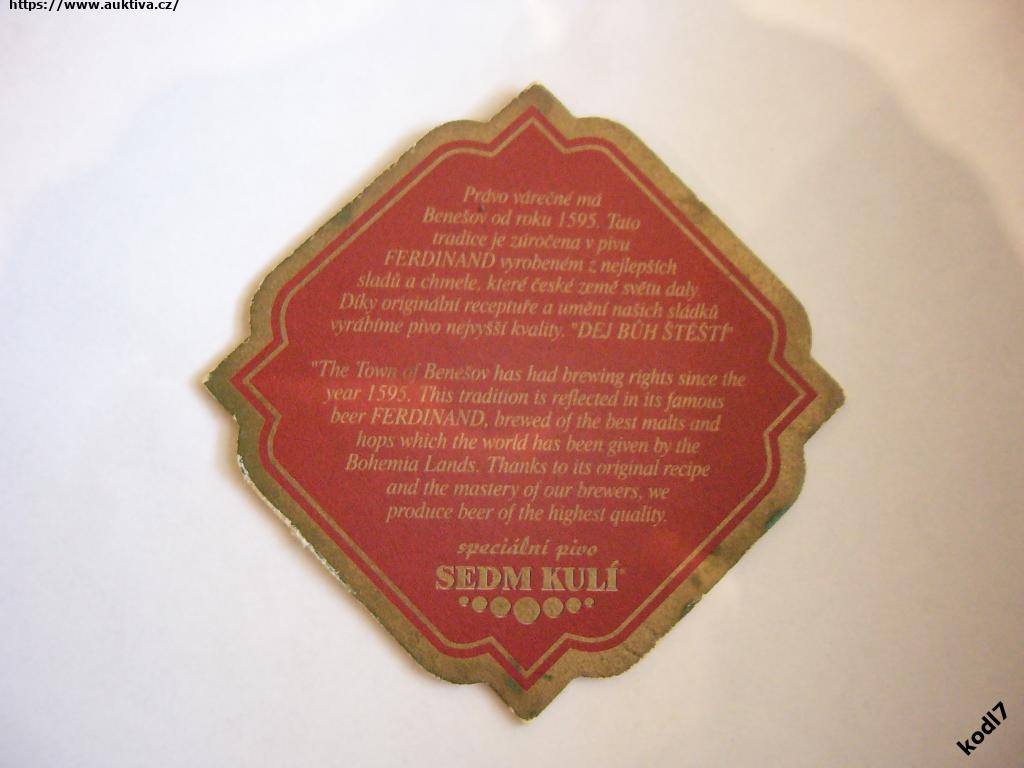 https://www.auktiva.cz/
Právo várečné má
Benešov od roku 1595. Tato
tradice je zúročena v pivu
FERDINAND vyrobeném z nejlepších
sladů a chmele, které české země světu daly.
Díky originální receptuře a umění našich sládků
vyrábíme pivo nejvyšší kvality. "DEJ BŮH ŠTĚSTÍ"
"The Town of Benešov has had brewing rights since the
year 1595. This tradition is reflected in its famous
beer FERDINAND, brewed of the best malts and
hops which the world has been given by the
Bohemia Lands. Thanks to its original recipe
and the mastery of our brewers, we
produce beer of the highest quality.
speciální pivo
SEDM KULÍ
kodl7